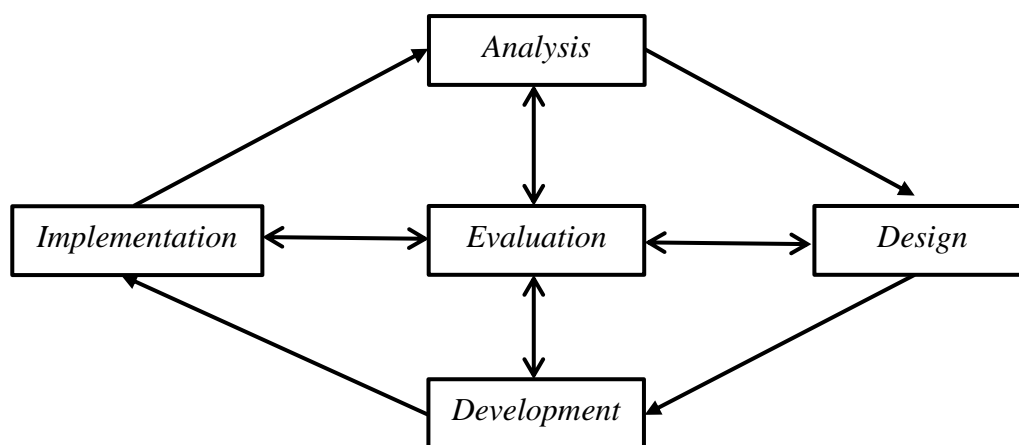 Analysis
Implementation
Evaluation
Design
Development